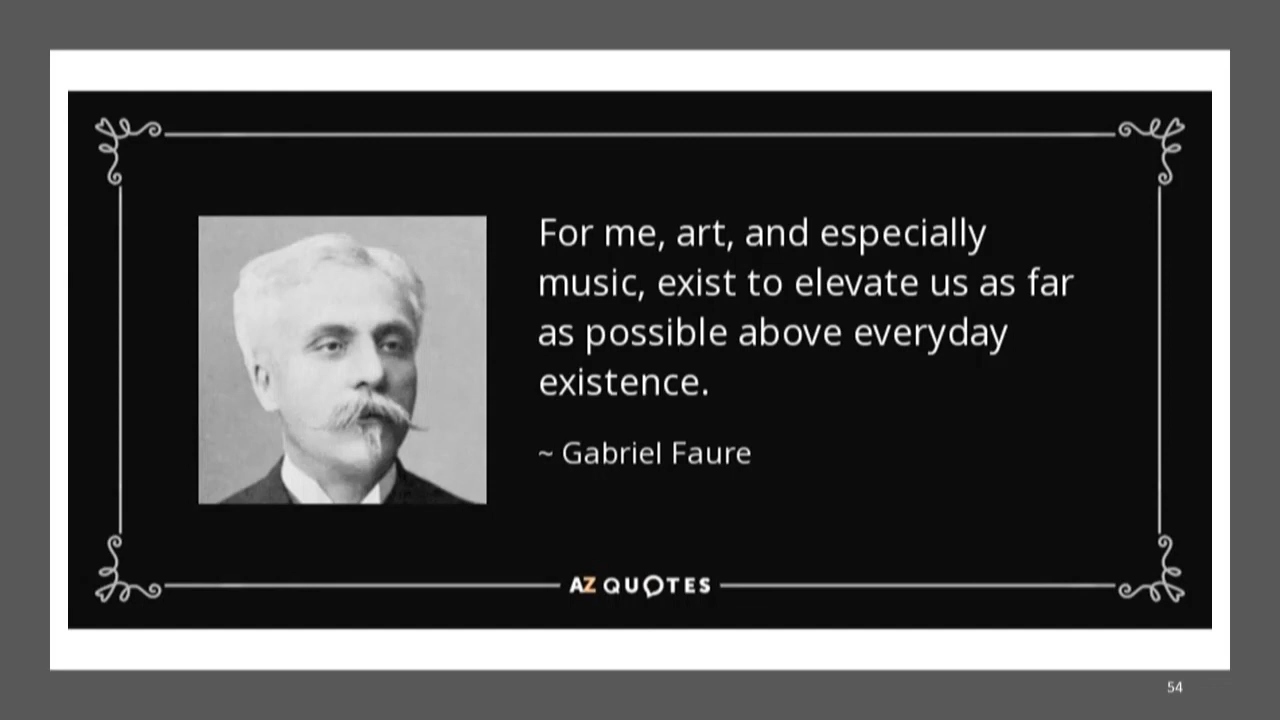 For me, art, and especially
music, exist to elevate us as far
as possible above everyday
existence.
~ Gabriel Faure
AZ QUOTES
54